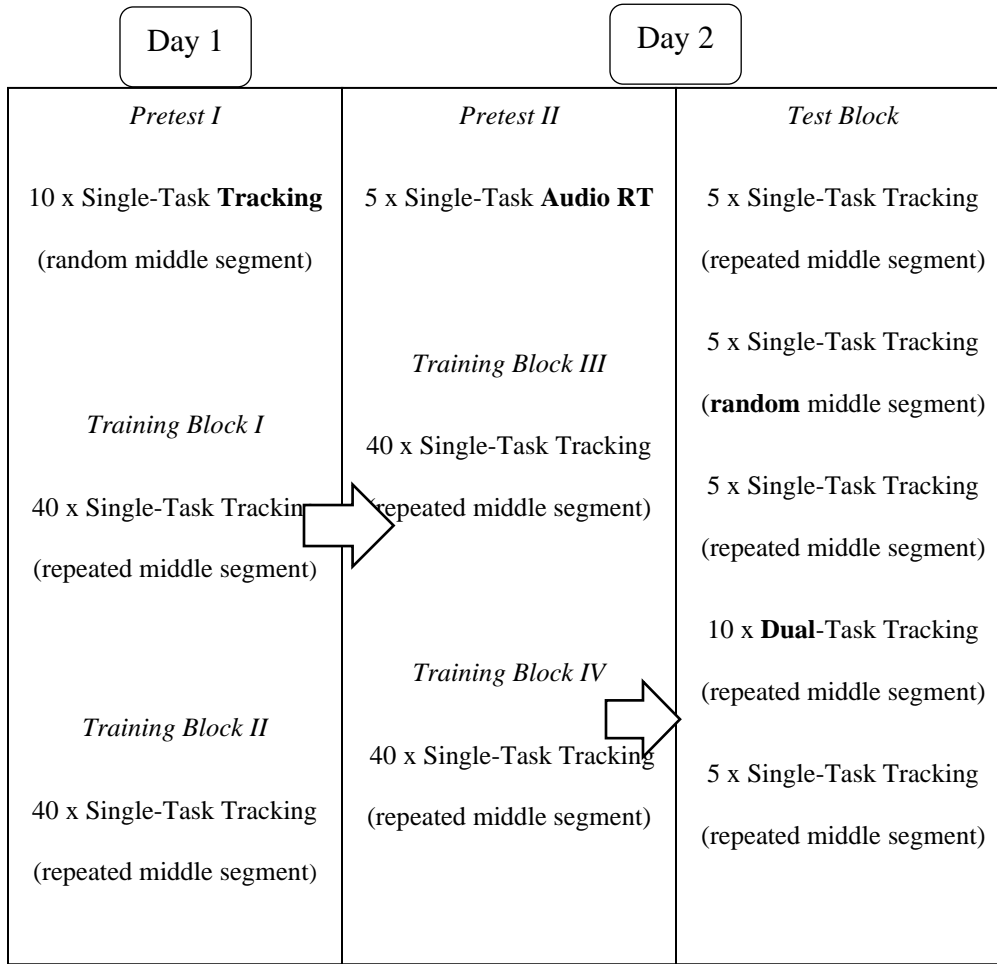 Day 1
Day 2
Pretest I
10 x Single-Task Tracking
(random middle segment)
Training Block I
40 x Single-Task Tracking
(repeated middle segment)
Training Block II
40 x Single-Task Tracking
(repeated middle segment)
Pretest II
5 x Single-Task Audio RT
Training Block III
40 x Single-Task Tracking
(repeated middle segment)
Training Block IV
40 x Single-Task Tracking
(repeated middle segment)
Test Block
5 x Single-Task Tracking
(repeated middle segment)
5 x Single-Task Tracking
(random middle segment)
5 x Single-Task Tracking
(repeated middle segment)
10 x Dual-Task Tracking
(repeated middle segment)
5 x Single-Task Tracking
(repeated middle segment)